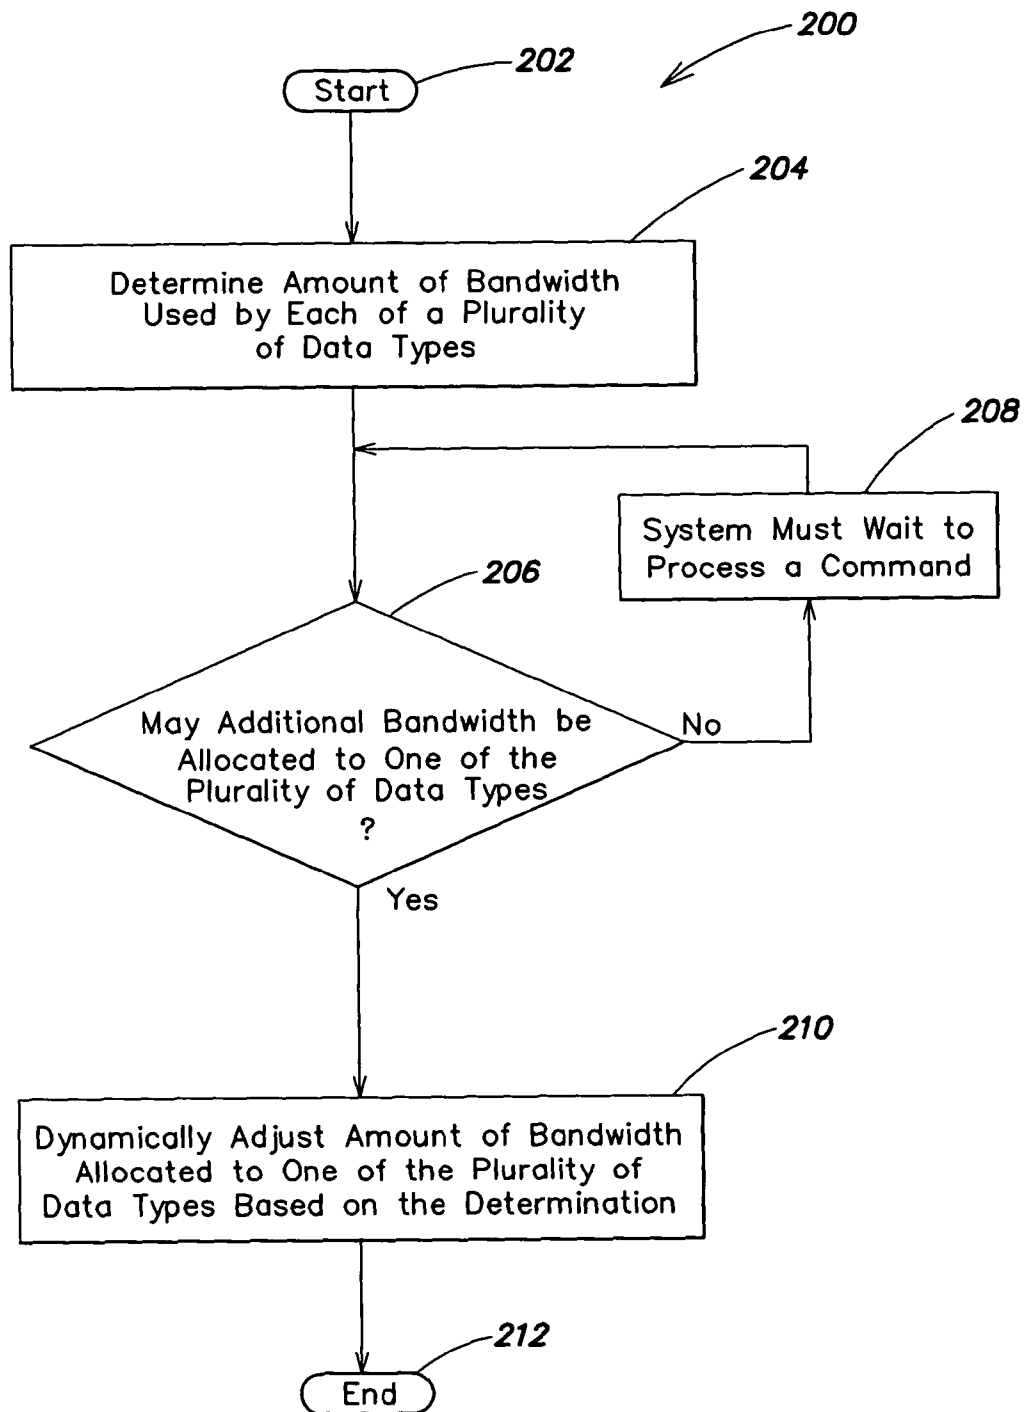 200
202
Start
204
Determine Amount of Bandwidth
Used by Each of a Plurality
of Data Types
208
System Must Wait to
Process a Command
206
May Additional Bandwidth be
Allocated to One of the
Plurality of Data Types
?
No
Yes
210
Dynamically Adjust Amount of Bandwidth
Allocated to One of the Plurality of
Data Types Based on the Determination
212
End